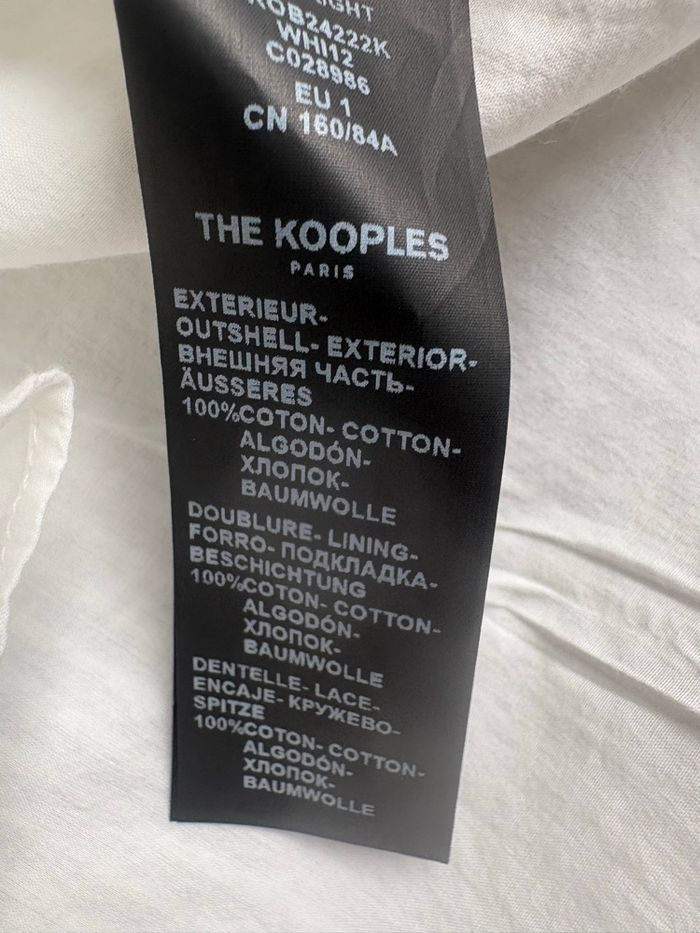 ROB24222K
WHI12
C028986
EU 1
CN 160/84A
THE KOOPLES
PARIS
EXTERIEUR-
OUTSHELL- EXTERIOR-
ВНЕШНЯЯ ЧАСТЬ-
ÄUSSERES
100%COTON- COTTON-
ALGODÓN-
ХЛОПОК-
BAUMWOLLE
DOUBLURE- LINING-
FORRO- ПОДКЛАДКА-
BESCHICHTUNG
100%COTON- COTTON-
ALGODÓN-
ХЛОПОК-
BAUMWOLLE
DENTELLE- LACE-
ENCAJE- КРУЖЕВО-
SPITZE
100%COTON- COTTON-
ALGODÓN-
ХЛОПОК-
BAUMWOLLE